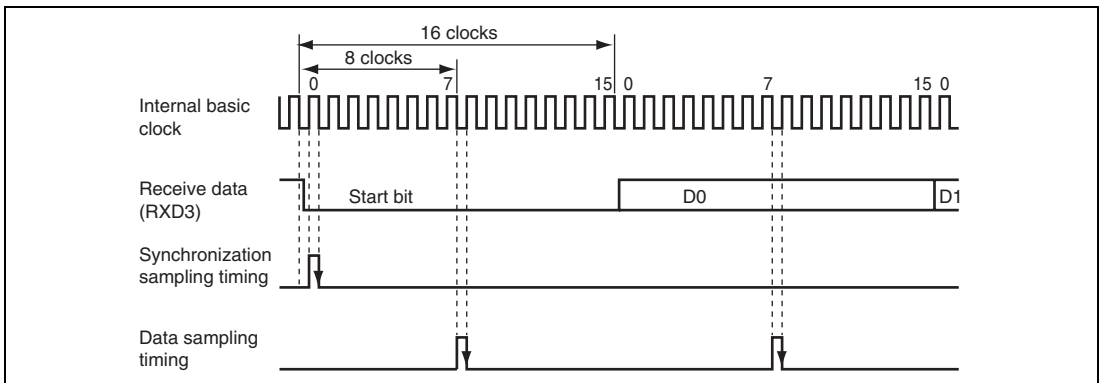 16 clocks
8 clocks
0 7 15 0 7 15 0
Internal basic
clock
Receive data
(RXD3)
Start bit D0 D1
Synchronization
sampling timing
Data sampling
timing